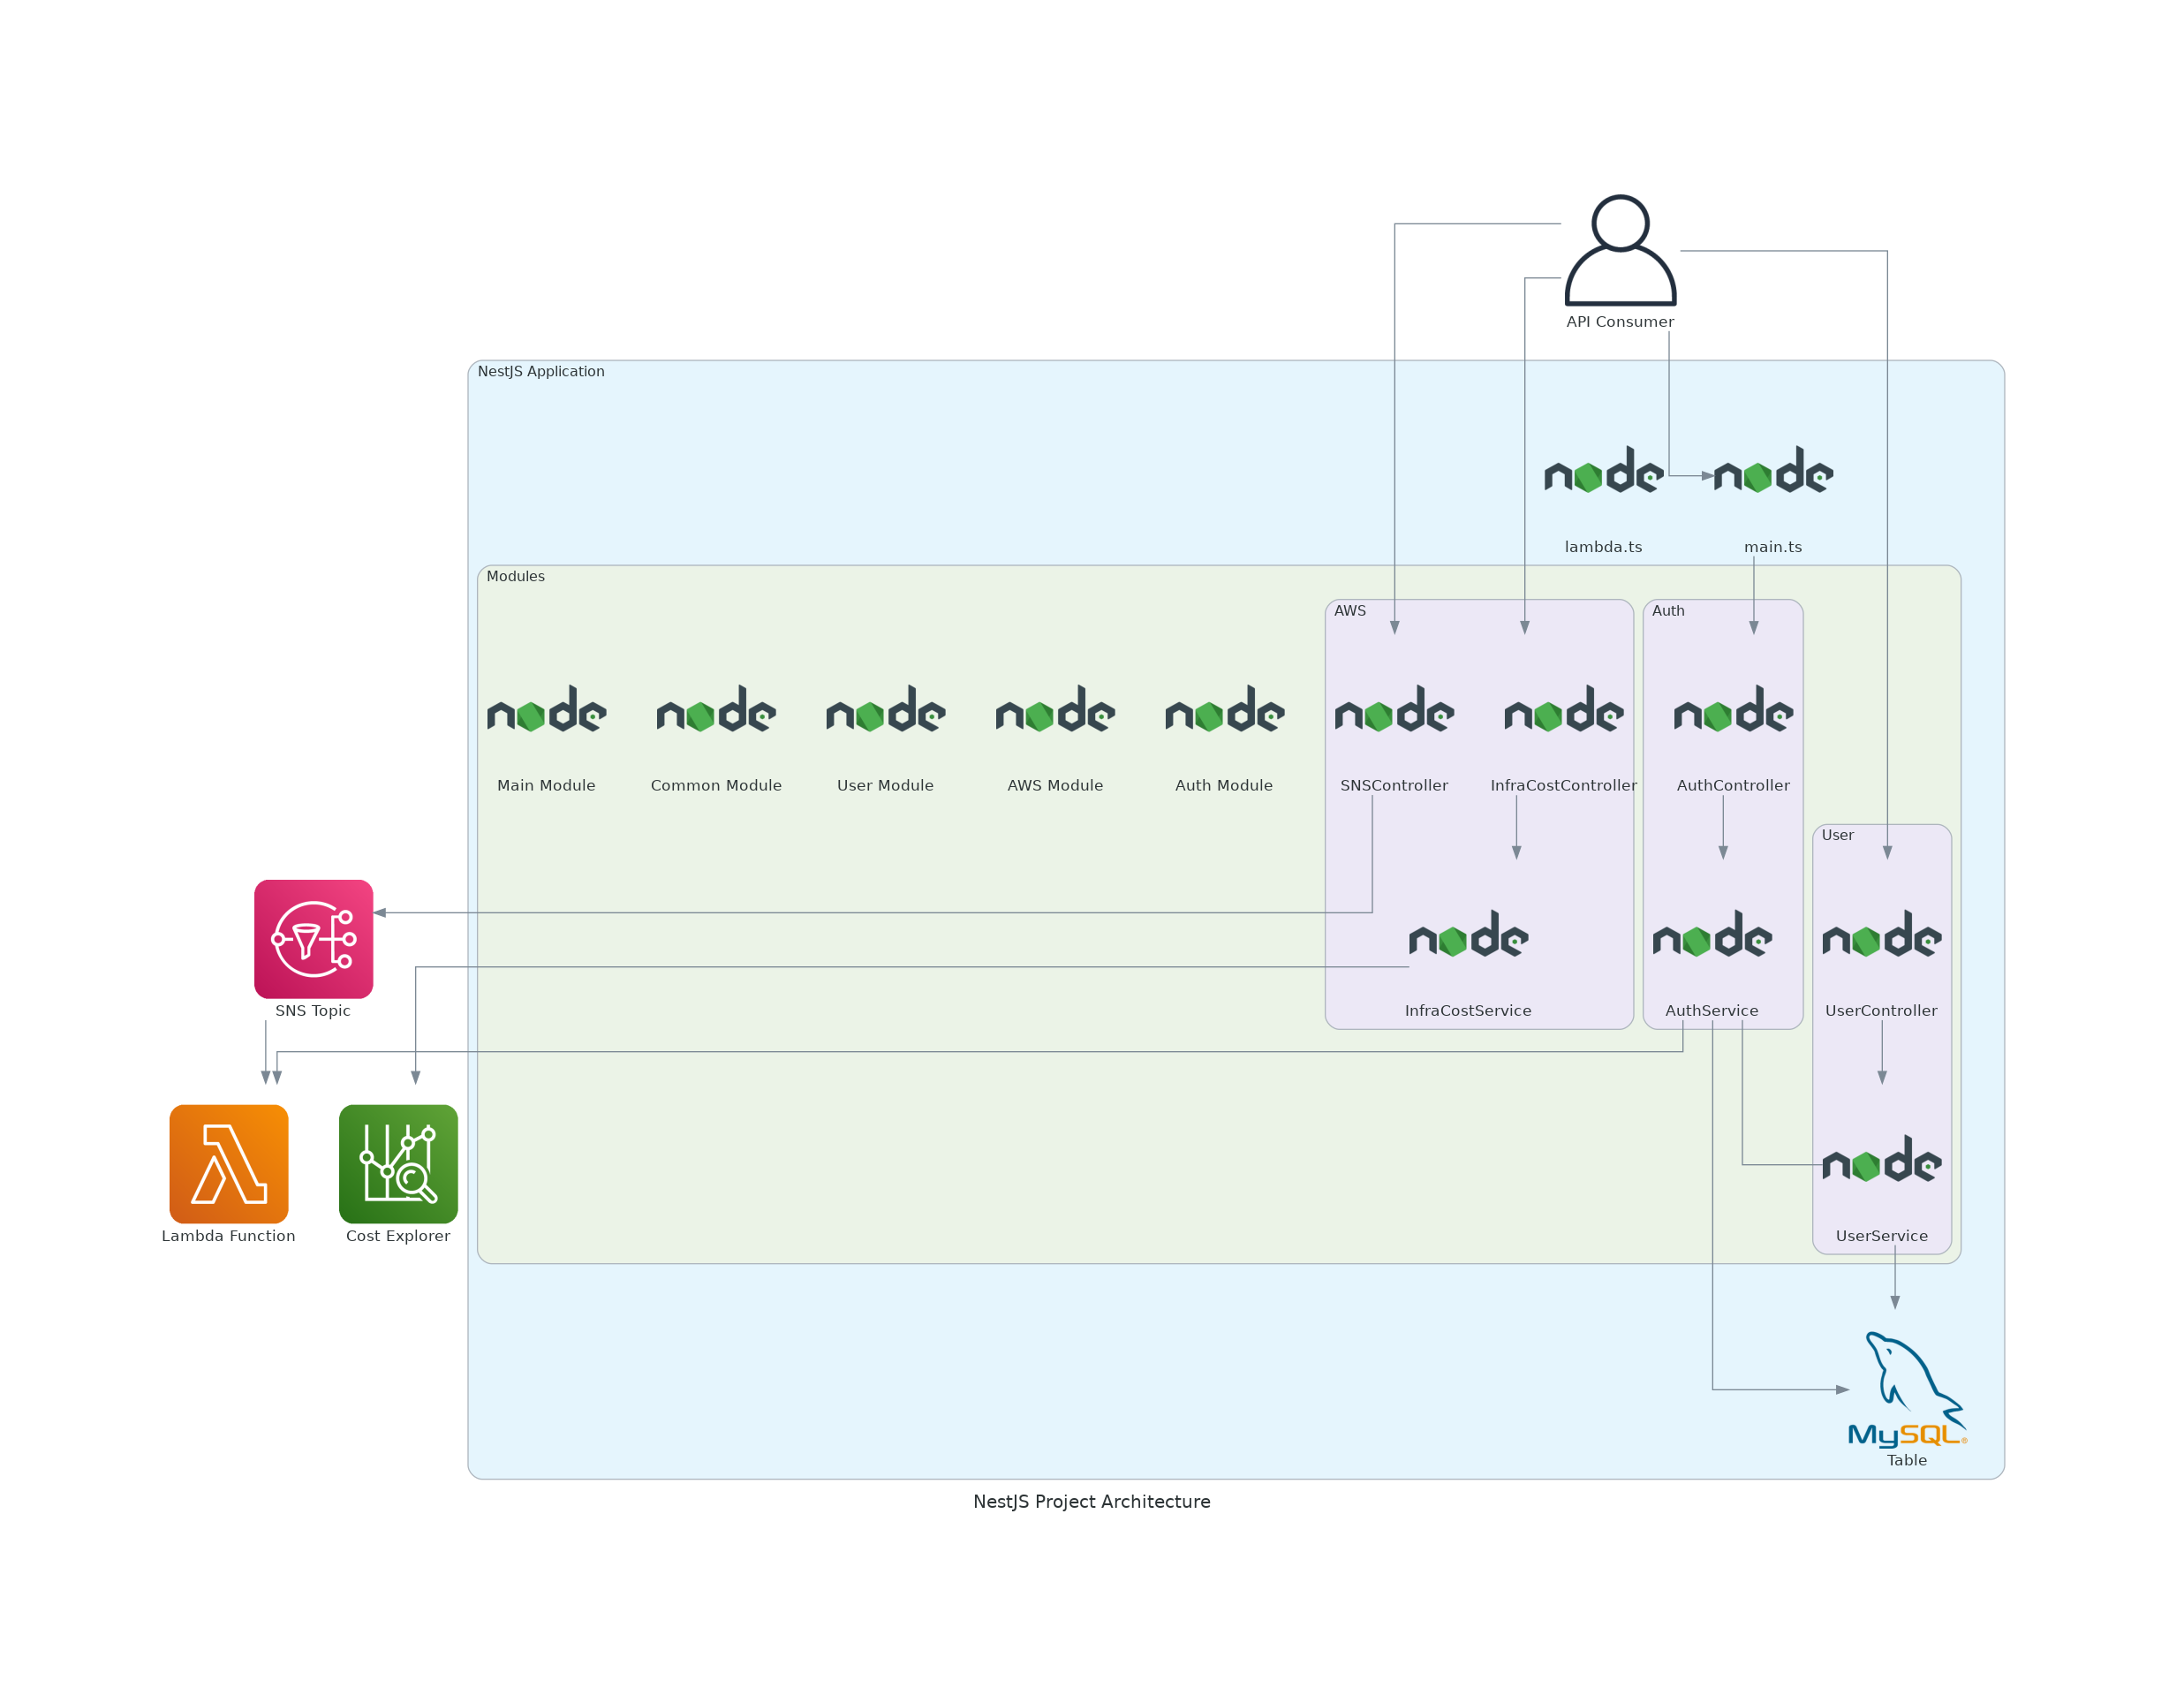 API Consumer
NestJS Application
node
node
lambda.ts
main.ts
Modules
AWS
Auth
node
node
node
node
node
node
node
node
Main Module
Common Module
User Module
AWS Module
Auth Module
SNSController
InfraCostController
AuthController
User
node
node
node
SNS Topic
InfraCostService
AuthService
UserController
node
Lambda Function
Cost Explorer
UserService
MySQL®
Table
NestJS Project Architecture